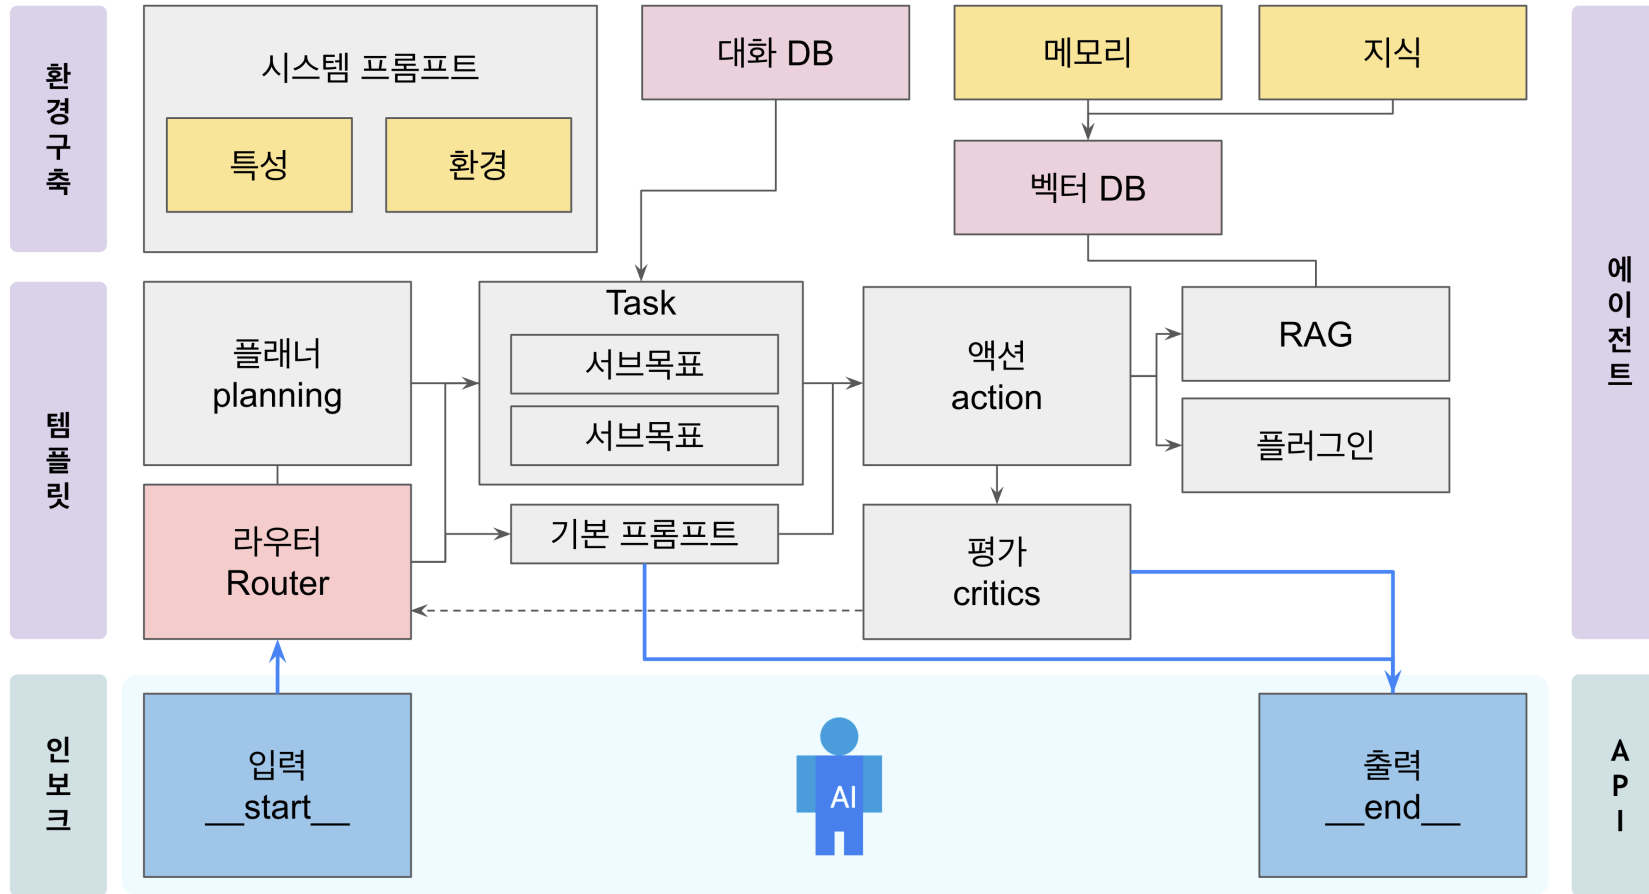 환경구축
시스템 프롬프트
특성
환경
대화 DB
메모리
지식
벡터 DB
에이전트
템플릿
플래너
planning
Task
서브목표
서브목표
액션
action
RAG
플러그인
라우터
Router
기본 프롬프트
평가
critics
인보크
입력
__start__
AI
출력
__end__
API